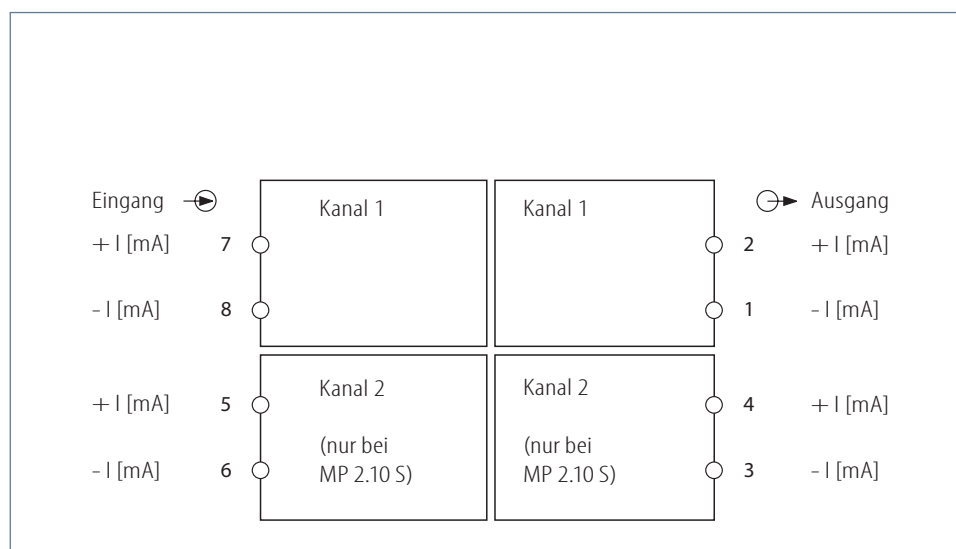 Eingang
Kanal 1
Kanal 1
Ausgang
+ I [mA] 7
2 + I [mA]
- I [mA] 8
1 - I [mA]
Kanal 2
Kanal 2
+ I [mA] 5
4 + I [mA]
(nur bei
MP 2.10 S)
(nur bei
MP 2.10 S)
- I [mA] 6
3 - I [mA]